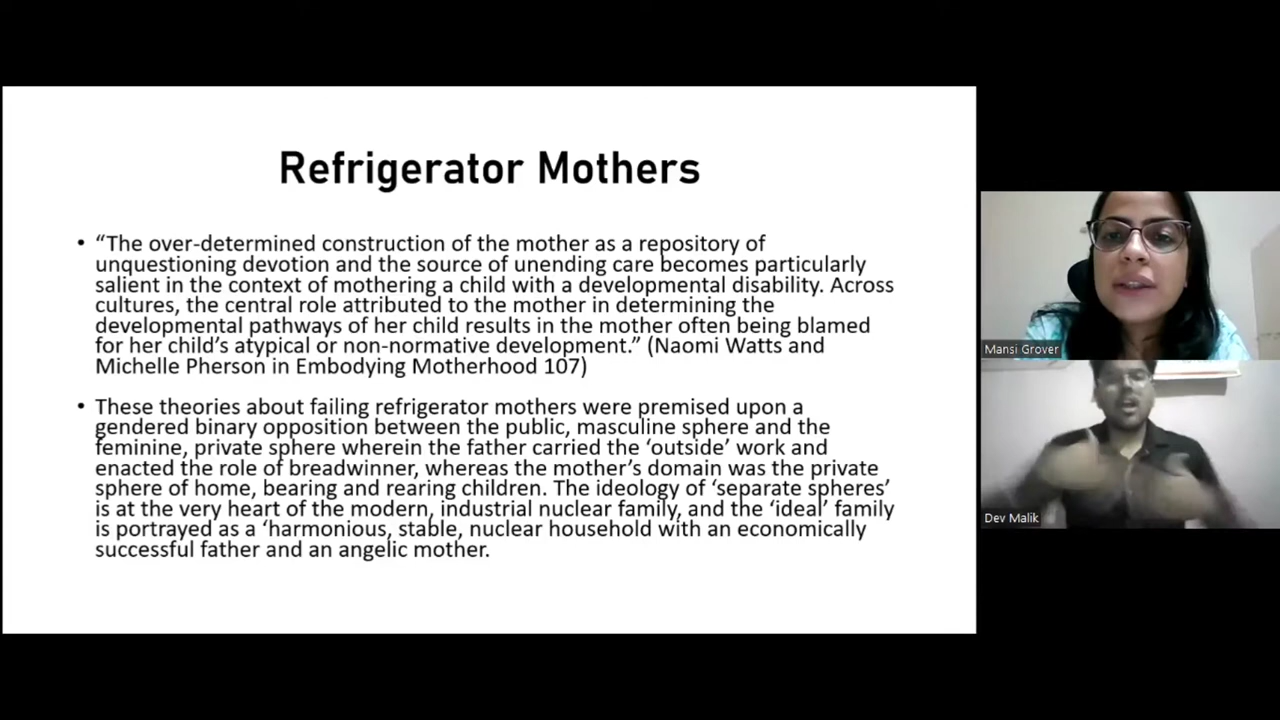 Refrigerator Mothers
• “The over-determined construction of the mother as a repository of
unquestioning devotion and the source of unending care becomes particularly
salient in the context of mothering a child with a developmental disability. Across
cultures, the central role attributed to the mother in determining the
developmental pathways of her child results in the mother often being blamed
for her child’s atypical or non-normative development.” (Naomi Watts and
Michelle Pherson in Embodying Motherhood 107)
• These theories about failing refrigerator mothers were premised upon a
gendered binary opposition between the public, masculine sphere and the
feminine, private sphere wherein the father carried the ‘outside’ work and
enacted the role of breadwinner, whereas the mother’s domain was the private
sphere of home, bearing and rearing children. The ideology of ‘separate spheres’
is at the very heart of the modern, industrial nuclear family, and the ‘ideal’ family
is portrayed as a ‘harmonious, stable, nuclear household with an economically
successful father and an angelic mother.
Mansi Grover
Dev Malik